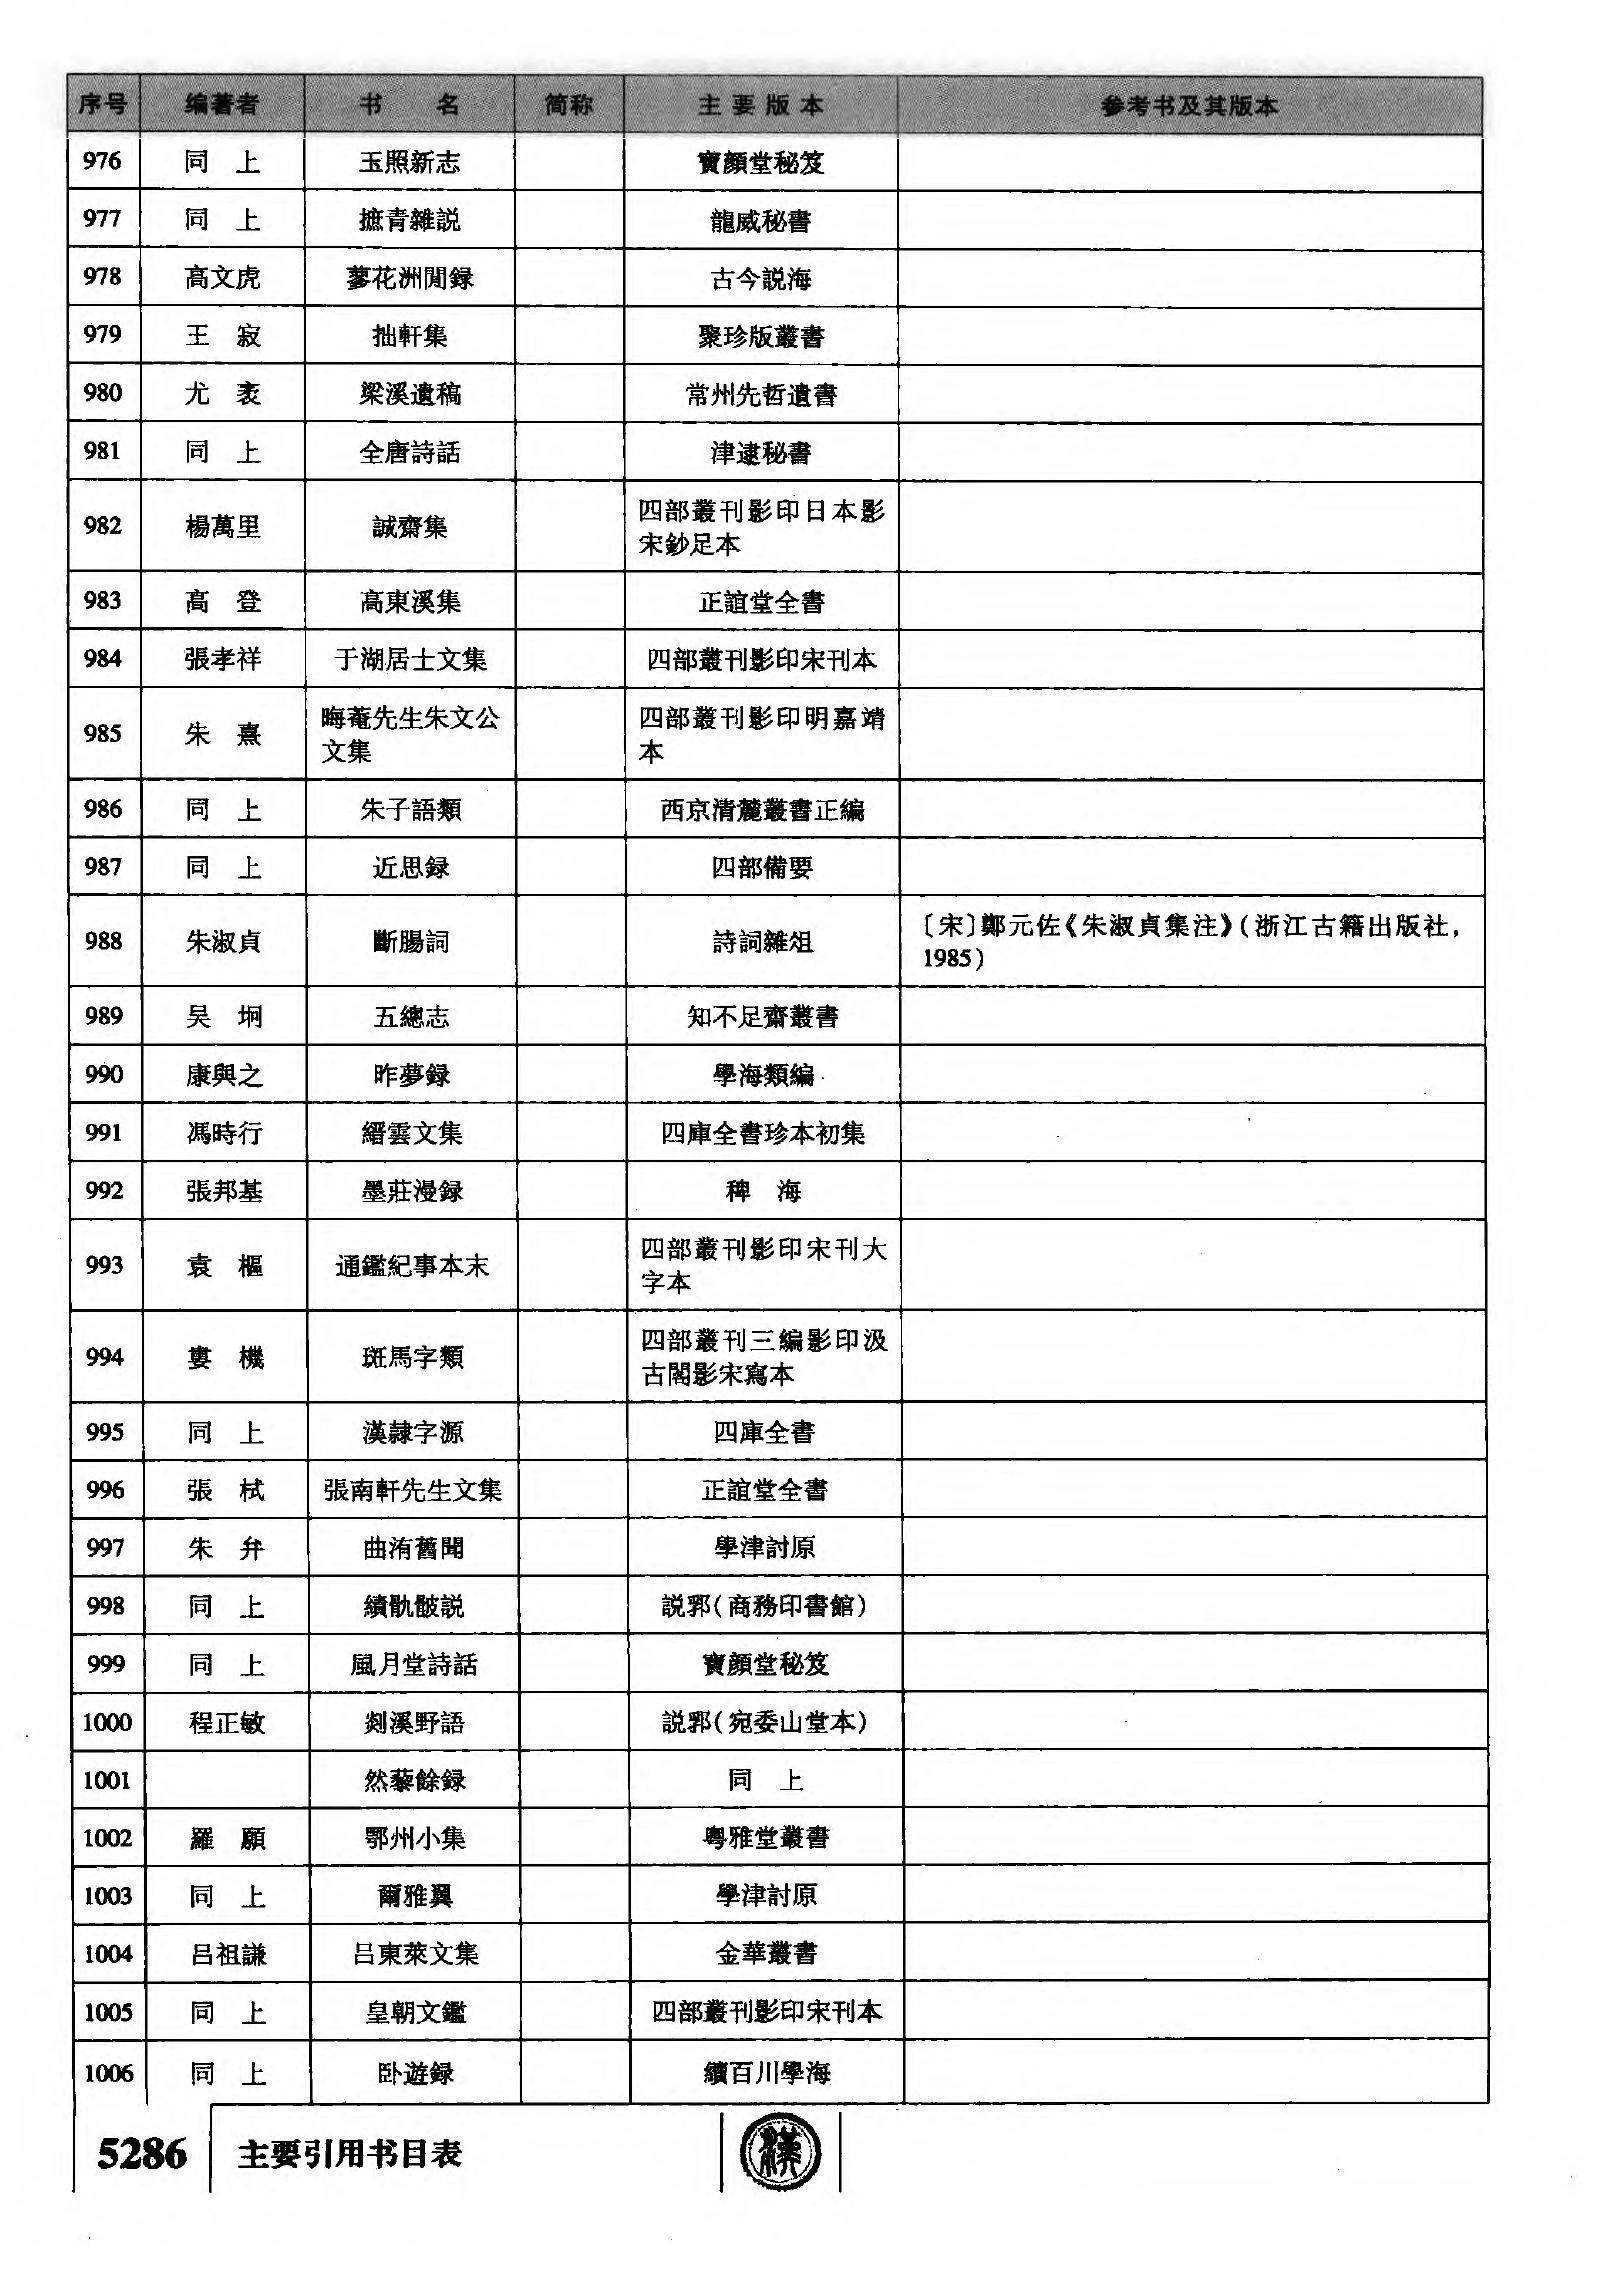 序号 编著者 书 名 简称 主要版本 参考书及其版本
976 同 上 玉照新志 寶顔堂秘笈
977 同 上 摭青雜説 龍威秘書
978 高文虎 蓼花洲閒録 古今説海
979 王 寂 拙軒集 聚珍版叢書
980 尤 袤 梁溪遺稿 常州先哲遺書
981 同 上 全唐詩話 津逮秘書
982 楊萬里 誠齋集 四部叢刊影印日本影
宋鈔足本
983 高 登 高東溪集 正誼堂全書
984 張孝祥 于湖居士文集 四部叢刊影印宋刊本
985 朱 熹 晦菴先生朱文公 四部叢刊影印明嘉靖
文集 本
986 同 上 朱子語類 西京清麓叢書正編
987 同 上 近思録 四部備要
988 朱淑貞 斷腸詞 詩詞雜俎 〔宋〕鄭元佐《朱淑貞集注》(浙江古籍出版社,
1985)
989 吴 坰 五總志 知不足齋叢書
990 康與之 昨夢録 學海類編
991 馮時行 縉雲文集 四庫全書珍本初集
992 張邦基 墨莊漫録 稗 海
993 袁 樞 通鑑紀事本末 四部叢刊影印宋刊大
字本
994 婁 機 班馬字類 四部叢刊三編影印汲
古閣影宋寫本
995 同 上 漢隸字源 四庫全書
996 張 栻 張南軒先生文集 正誼堂全書
997 朱 弁 曲洧舊聞 學津討原
998 同 上 續骫骳説 説郛(商務印書館)
999 同 上 風月堂詩話 寶顔堂秘笈
1000 程正敏 剡溪野語 説郛(宛委山堂本)
1001 然藜餘録 同 上
1002 羅 願 鄂州小集 粤雅堂叢書
1003 同 上 爾雅翼 學津討原
1004 吕祖謙 吕東萊文集 金華叢書
1005 同 上 皇朝文鑑 四部叢刊影印宋刊本
1006 同 上 卧遊録 續百川學海
5286 主要引用书目表 漢